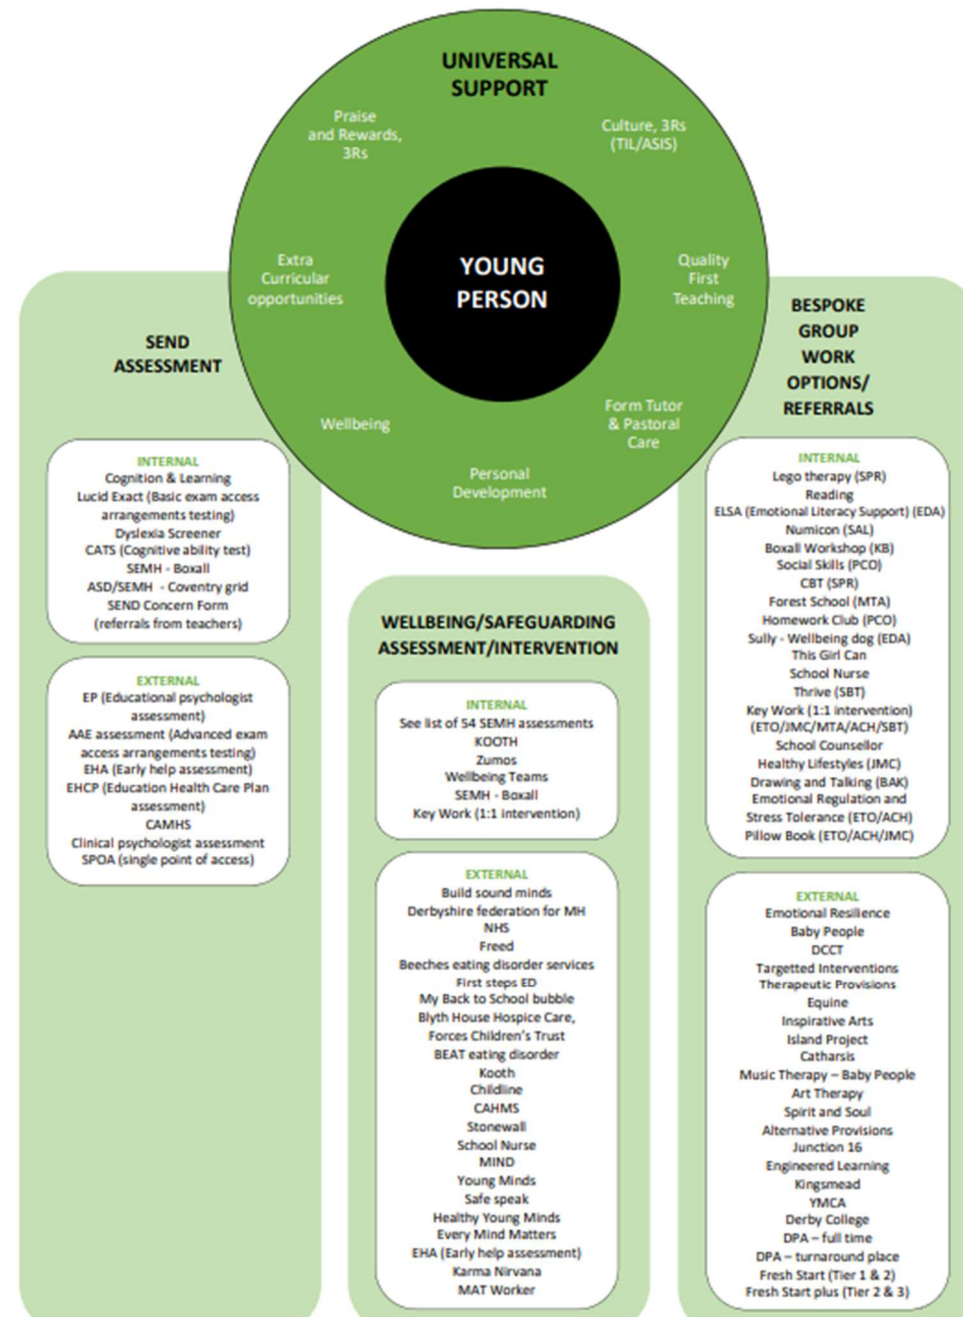 UNIVERSAL
SUPPORT
Praise
and Rewards,
3Rs
Culture, 3Rs
(TIL/ASIS)
Extra
Curricular
opportunities
YOUNG
PERSON
Quality
First
Teaching
Wellbeing
Form Tutor
& Pastoral
Care
Personal
Development
SEND
ASSESSMENT
INTERNAL
Cognition & Learning
Lucid Exact (Basic exam access
arrangements testing)
Dyslexia Screener
CATS (Cognitive ability test)
SEMH - Boxall
ASD/SEMH - Coventry grid
SEND Concern Form
(referrals from teachers)
EXTERNAL
EP (Educational psychologist
assessment)
AAE assessment (Advanced exam
access arrangements testing)
EHA (Early help assessment)
EHCP (Education Health Care Plan
assessment)
CAMHS
Clinical psychologist assessment
SPOA (single point of access)
WELLBEING/SAFEGUARDING
ASSESSMENT/INTERVENTION
INTERNAL
See list of 54 SEMH assessments
KOOTH
Zumos
Wellbeing Teams
SEMH - Boxall
Key Work (1:1 intervention)
EXTERNAL
Build sound minds
Derbyshire federation for MH
NHS
Freed
Beeches eating disorder services
First steps ED
My Back to School bubble
Blyth House Hospice Care,
Forces Children's Trust
BEAT eating disorder
Kooth
Childline
CAHMS
Stonewall
School Nurse
MIND
Young Minds
Safe speak
Healthy Young Minds
Every Mind Matters
EHA (Early help assessment)
Karma Nirvana
MAT Worker
BESPOKE
GROUP
WORK
OPTIONS/
REFERRALS
INTERNAL
Lego therapy (SPR)
Reading
ELSA (Emotional Literacy Support) (EDA)
Numicon (SAL)
Boxall Workshop (KB)
Social Skills (PCO)
CBT (SPR)
Forest School (MTA)
Homework Club (PCO)
Sully - Wellbeing dog (EDA)
This Girl Can
School Nurse
Thrive (SBT)
Key Work (1:1 intervention)
(ETO/JMC/MTA/ACH/SBT)
School Counsellor
Healthy Lifestyles (JMC)
Drawing and Talking (BAK)
Emotional Regulation and
Stress Tolerance (ETO/ACH)
Pillow Book (ETO/ACH/JMC)
EXTERNAL
Emotional Resilience
Baby People
DCCT
Targetted Interventions
Therapeutic Provisions
Equine
Inspirative Arts
Island Project
Catharsis
Music Therapy – Baby People
Art Therapy
Spirit and Soul
Alternative Provisions
Junction 16
Engineered Learning
Kingsmead
YMCA
Derby College
DPA – full time
DPA – turnaround place
Fresh Start (Tier 1 & 2)
Fresh Start plus (Tier 2 & 3)